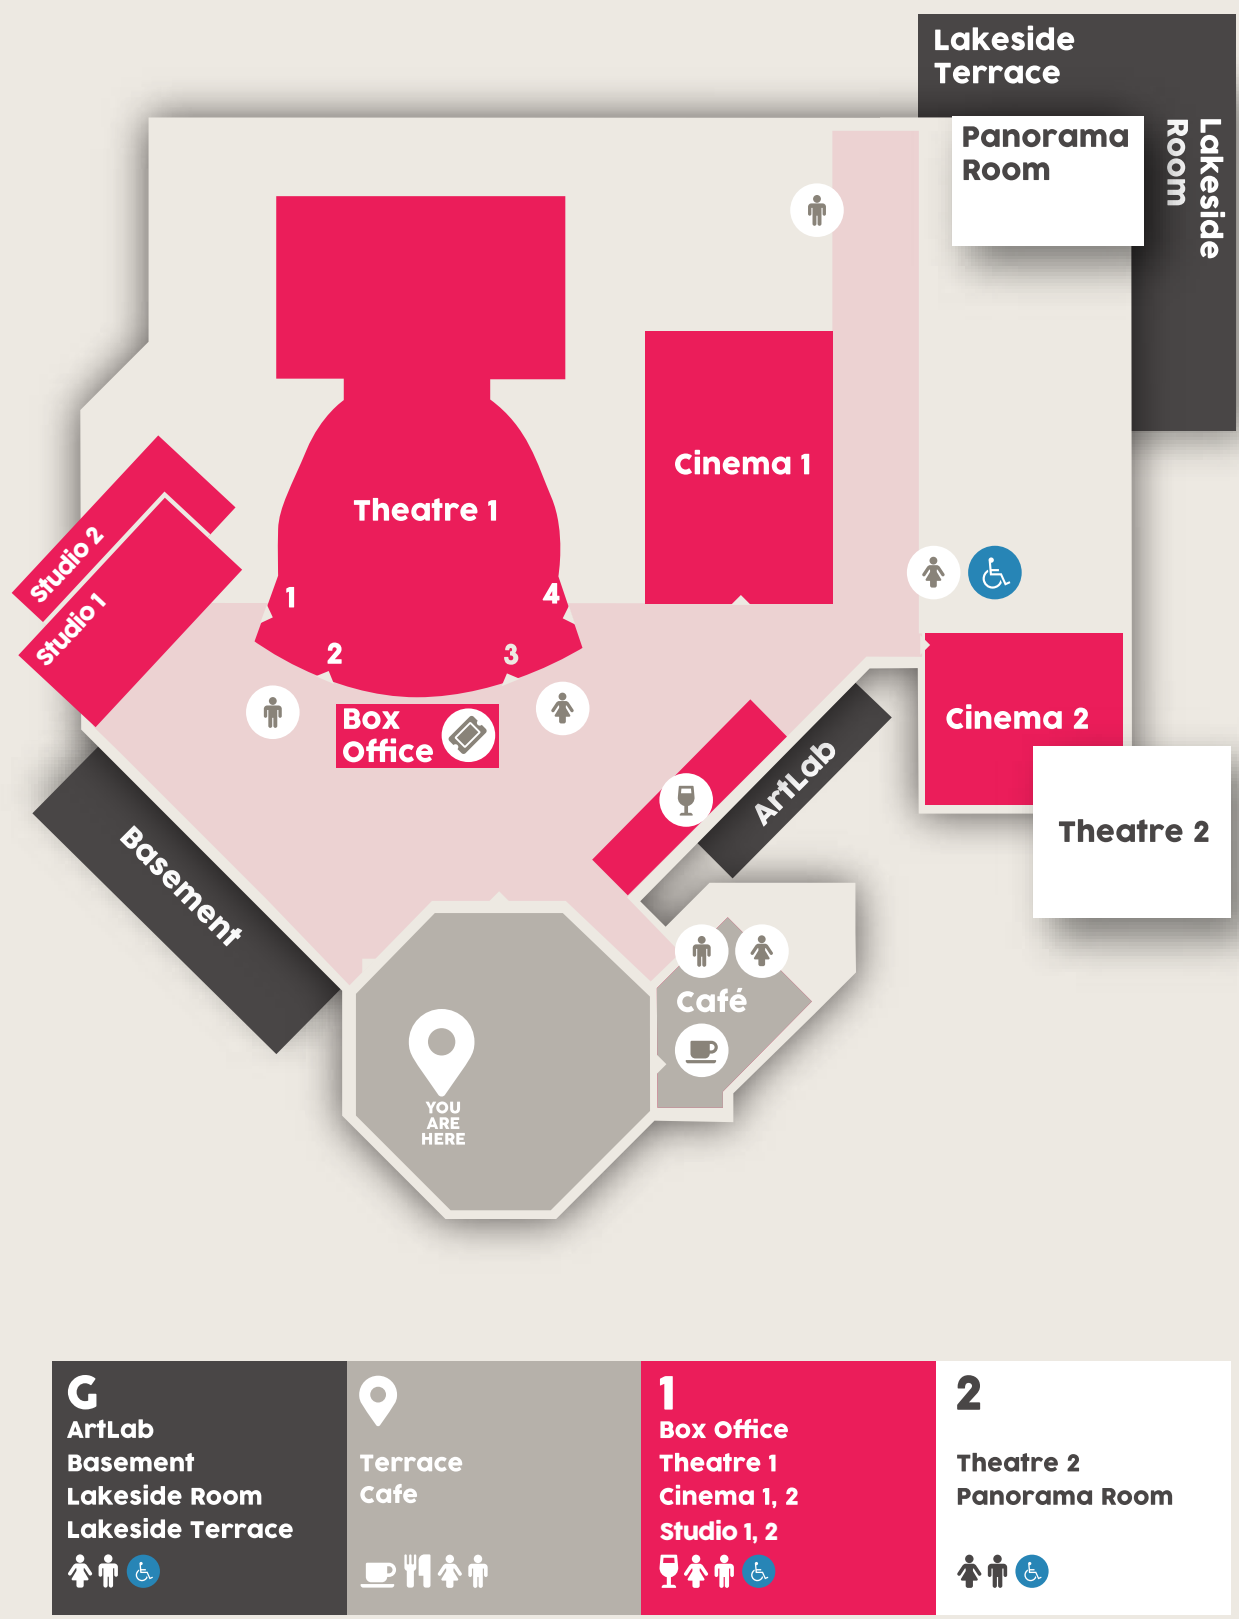 Lakeside
Terrace
Panorama
Room
Lakeside
Room
Cinema 1
Theatre 1
Studio 2
Studio 1
1
4
2
3
Box
Office
Cinema 2
ArtLab
Theatre 2
Basement
Café
YOU
ARE
HERE
G
ArtLab
Basement
Lakeside Room
Lakeside Terrace
Terrace
Cafe
1
Box Office
Theatre 1
Cinema 1, 2
Studio 1, 2
2
Theatre 2
Panorama Room